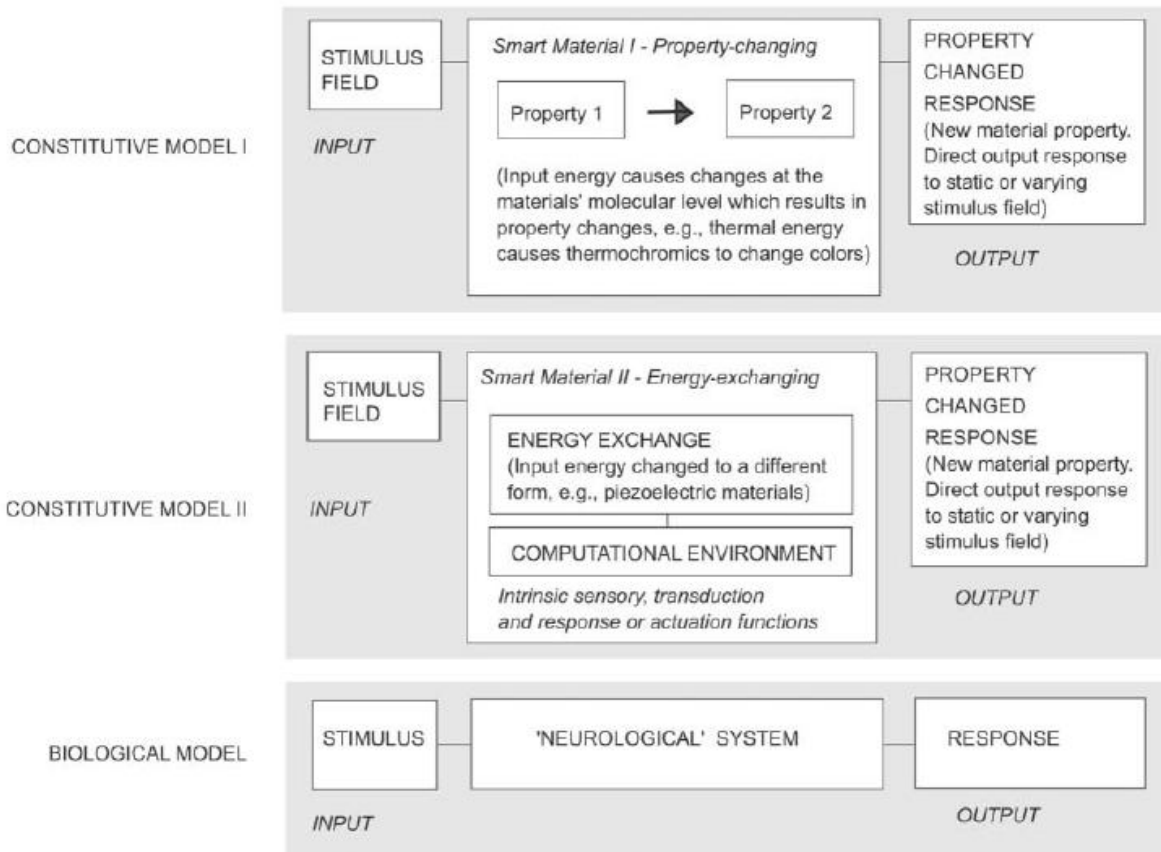 CONSTITUTIVE MODEL I
STIMULUS
FIELD
INPUT
Smart Material I - Property-changing
Property 1
Property 2
(Input energy causes changes at the
materials' molecular level which results in
property changes, e.g., thermal energy
causes thermochromics to change colors)
PROPERTY
CHANGED
RESPONSE
(New material property.
Direct output response
to static or varying
stimulus field)
OUTPUT
CONSTITUTIVE MODEL II
STIMULUS
FIELD
INPUT
Smart Material II - Energy-exchanging
ENERGY EXCHANGE
(Input energy changed to a different
form, e.g., piezoelectric materials)
COMPUTATIONAL ENVIRONMENT
Intrinsic sensory, transduction
and response or actuation functions
PROPERTY
CHANGED
RESPONSE
(New material property.
Direct output response
to static or varying
stimulus field)
OUTPUT
BIOLOGICAL MODEL
STIMULUS
INPUT
'NEUROLOGICAL' SYSTEM
RESPONSE
OUTPUT